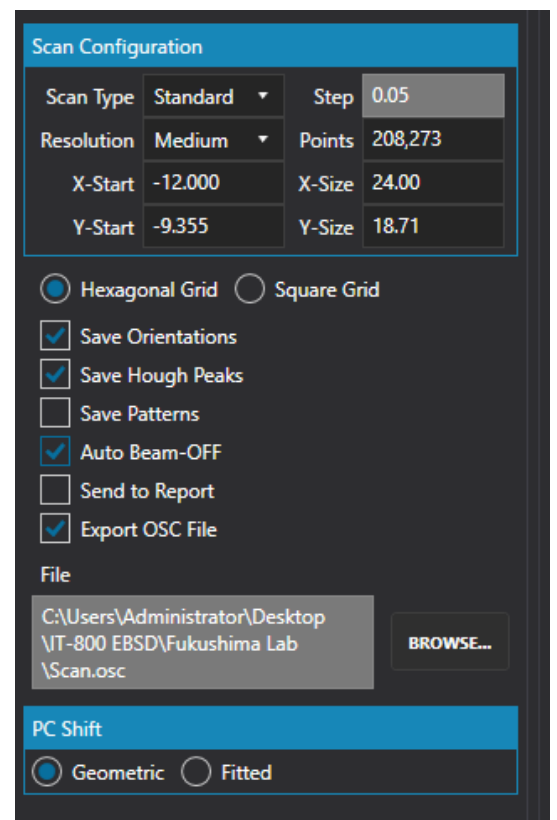 Scan Configuration
Scan Type Standard Step 0.05
Resolution Medium Points 208,273
X-Start -12.000 X-Size 24.00
Y-Start -9.355 Y-Size 18.71
Hexagonal Grid Square Grid
Save Orientations
Save Hough Peaks
Save Patterns
Auto Beam-OFF
Send to Report
Export OSC File
File
C:\Users\Administrator\Desktop
\IT-800 EBSD\Fukushima Lab
\Scan.osc
BROWSE...
PC Shift
Geometric Fitted